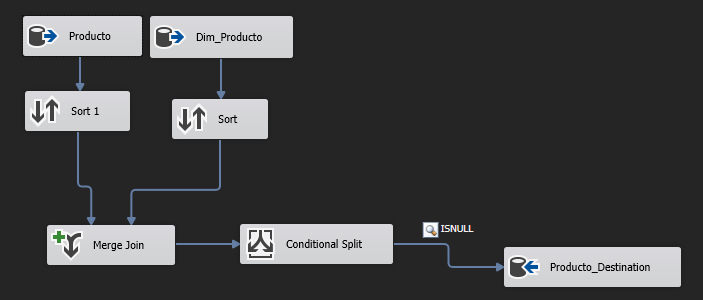 Producto
Dim_Producto
Sort 1
Sort
Merge Join
Conditional Split
ISNULL
Producto_Destination